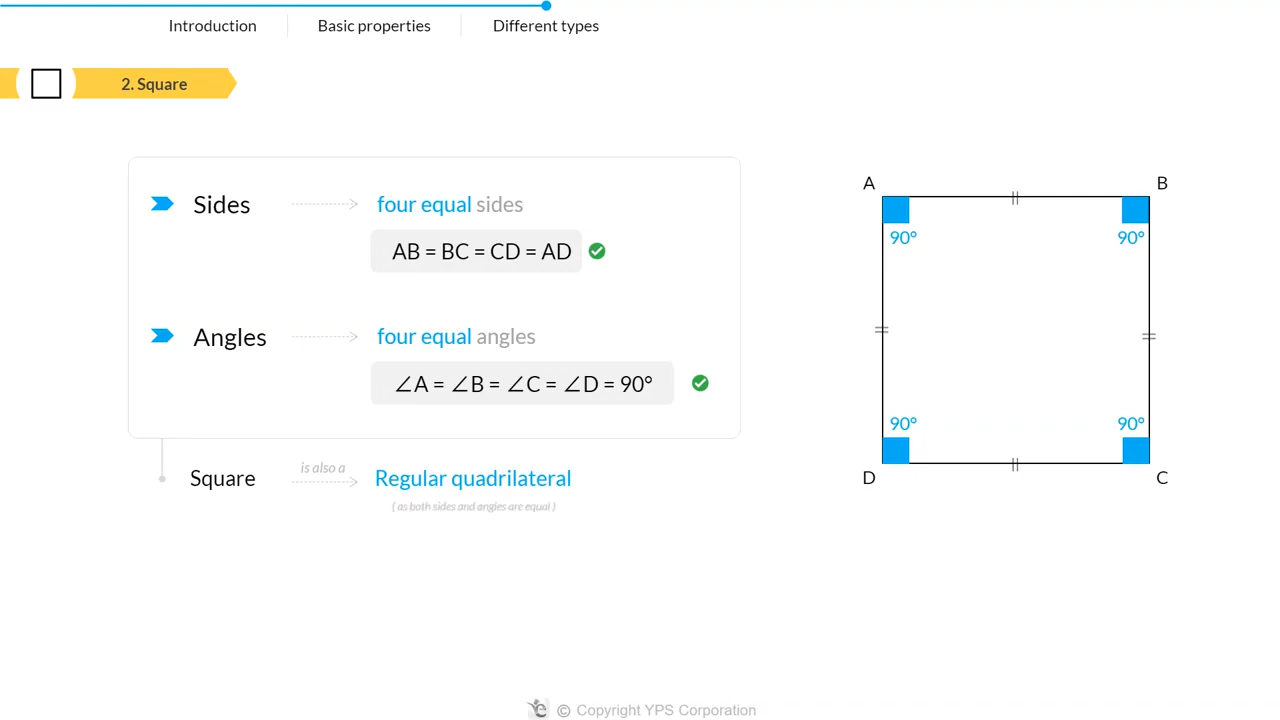 Introduction
Basic properties
Different types
2. Square
Sides
four equal sides
AB = BC = CD = AD
Angles
four equal angles
∠A = ∠B = ∠C = ∠D = 90°
Square
is also a
Regular quadrilateral
( as both sides and angles are equal )
A
B
90°
90°
90°
90°
D
C
© Copyright YPS Corporation